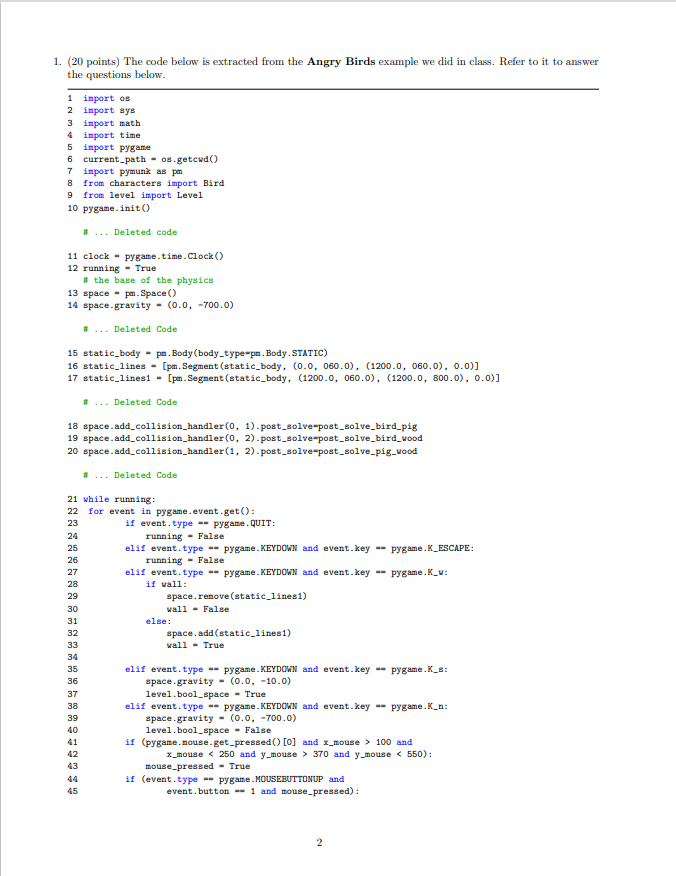 1. (20 points) The code below is extracted from the Angry Birds example we did in class. Refer to it to answer
the questions below.
1 import os
2 import sys
3 import math
4 import time
5 import pygame
6 current_path = os.getcwd()
7 import pymunk as pm
8 from characters import Bird
9 from level import Level
10 pygame.init()
# ... Deleted code
11 clock = pygame.time.Clock()
12 running = True
# the base of the physics
13 space = pm.Space()
14 space.gravity = (0.0, -700.0)
# ... Deleted Code
15 static_body = pm.Body(body_type=pm.Body.STATIC)
16 static_lines = [pm.Segment(static_body, (0.0, 060.0), (1200.0, 060.0), 0.0)]
17 static_lines1 = [pm.Segment(static_body, (1200.0, 060.0), (1200.0, 800.0), 0.0)]
# ... Deleted Code
18 space.add_collision_handler(0, 1).post_solve=post_solve_bird_pig
19 space.add_collision_handler(0, 2).post_solve=post_solve_bird_wood
20 space.add_collision_handler(1, 2).post_solve=post_solve_pig_wood
# ... Deleted Code
21 while running:
22 for event in pygame.event.get():
23 if event.type == pygame.QUIT:
24 running = False
25 elif event.type == pygame.KEYDOWN and event.key == pygame.K_ESCAPE:
26 running = False
27 elif event.type == pygame.KEYDOWN and event.key == pygame.K_w:
28 if wall:
29 space.remove(static_lines1)
30 wall = False
31 else:
32 space.add(static_lines1)
33 wall = True
34
35 elif event.type == pygame.KEYDOWN and event.key == pygame.K_s:
36 space.gravity = (0.0, -10.0)
37 level.bool_space = True
38 elif event.type == pygame.KEYDOWN and event.key == pygame.K_n:
39 space.gravity = (0.0, -700.0)
40 level.bool_space = False
41 if (pygame.mouse.get_pressed()[0] and x_mouse > 100 and
42 x_mouse < 250 and y_mouse > 370 and y_mouse < 550):
43 mouse_pressed = True
44 if (event.type == pygame.MOUSEBUTTONUP and
45 event.button == 1 and mouse_pressed):
2